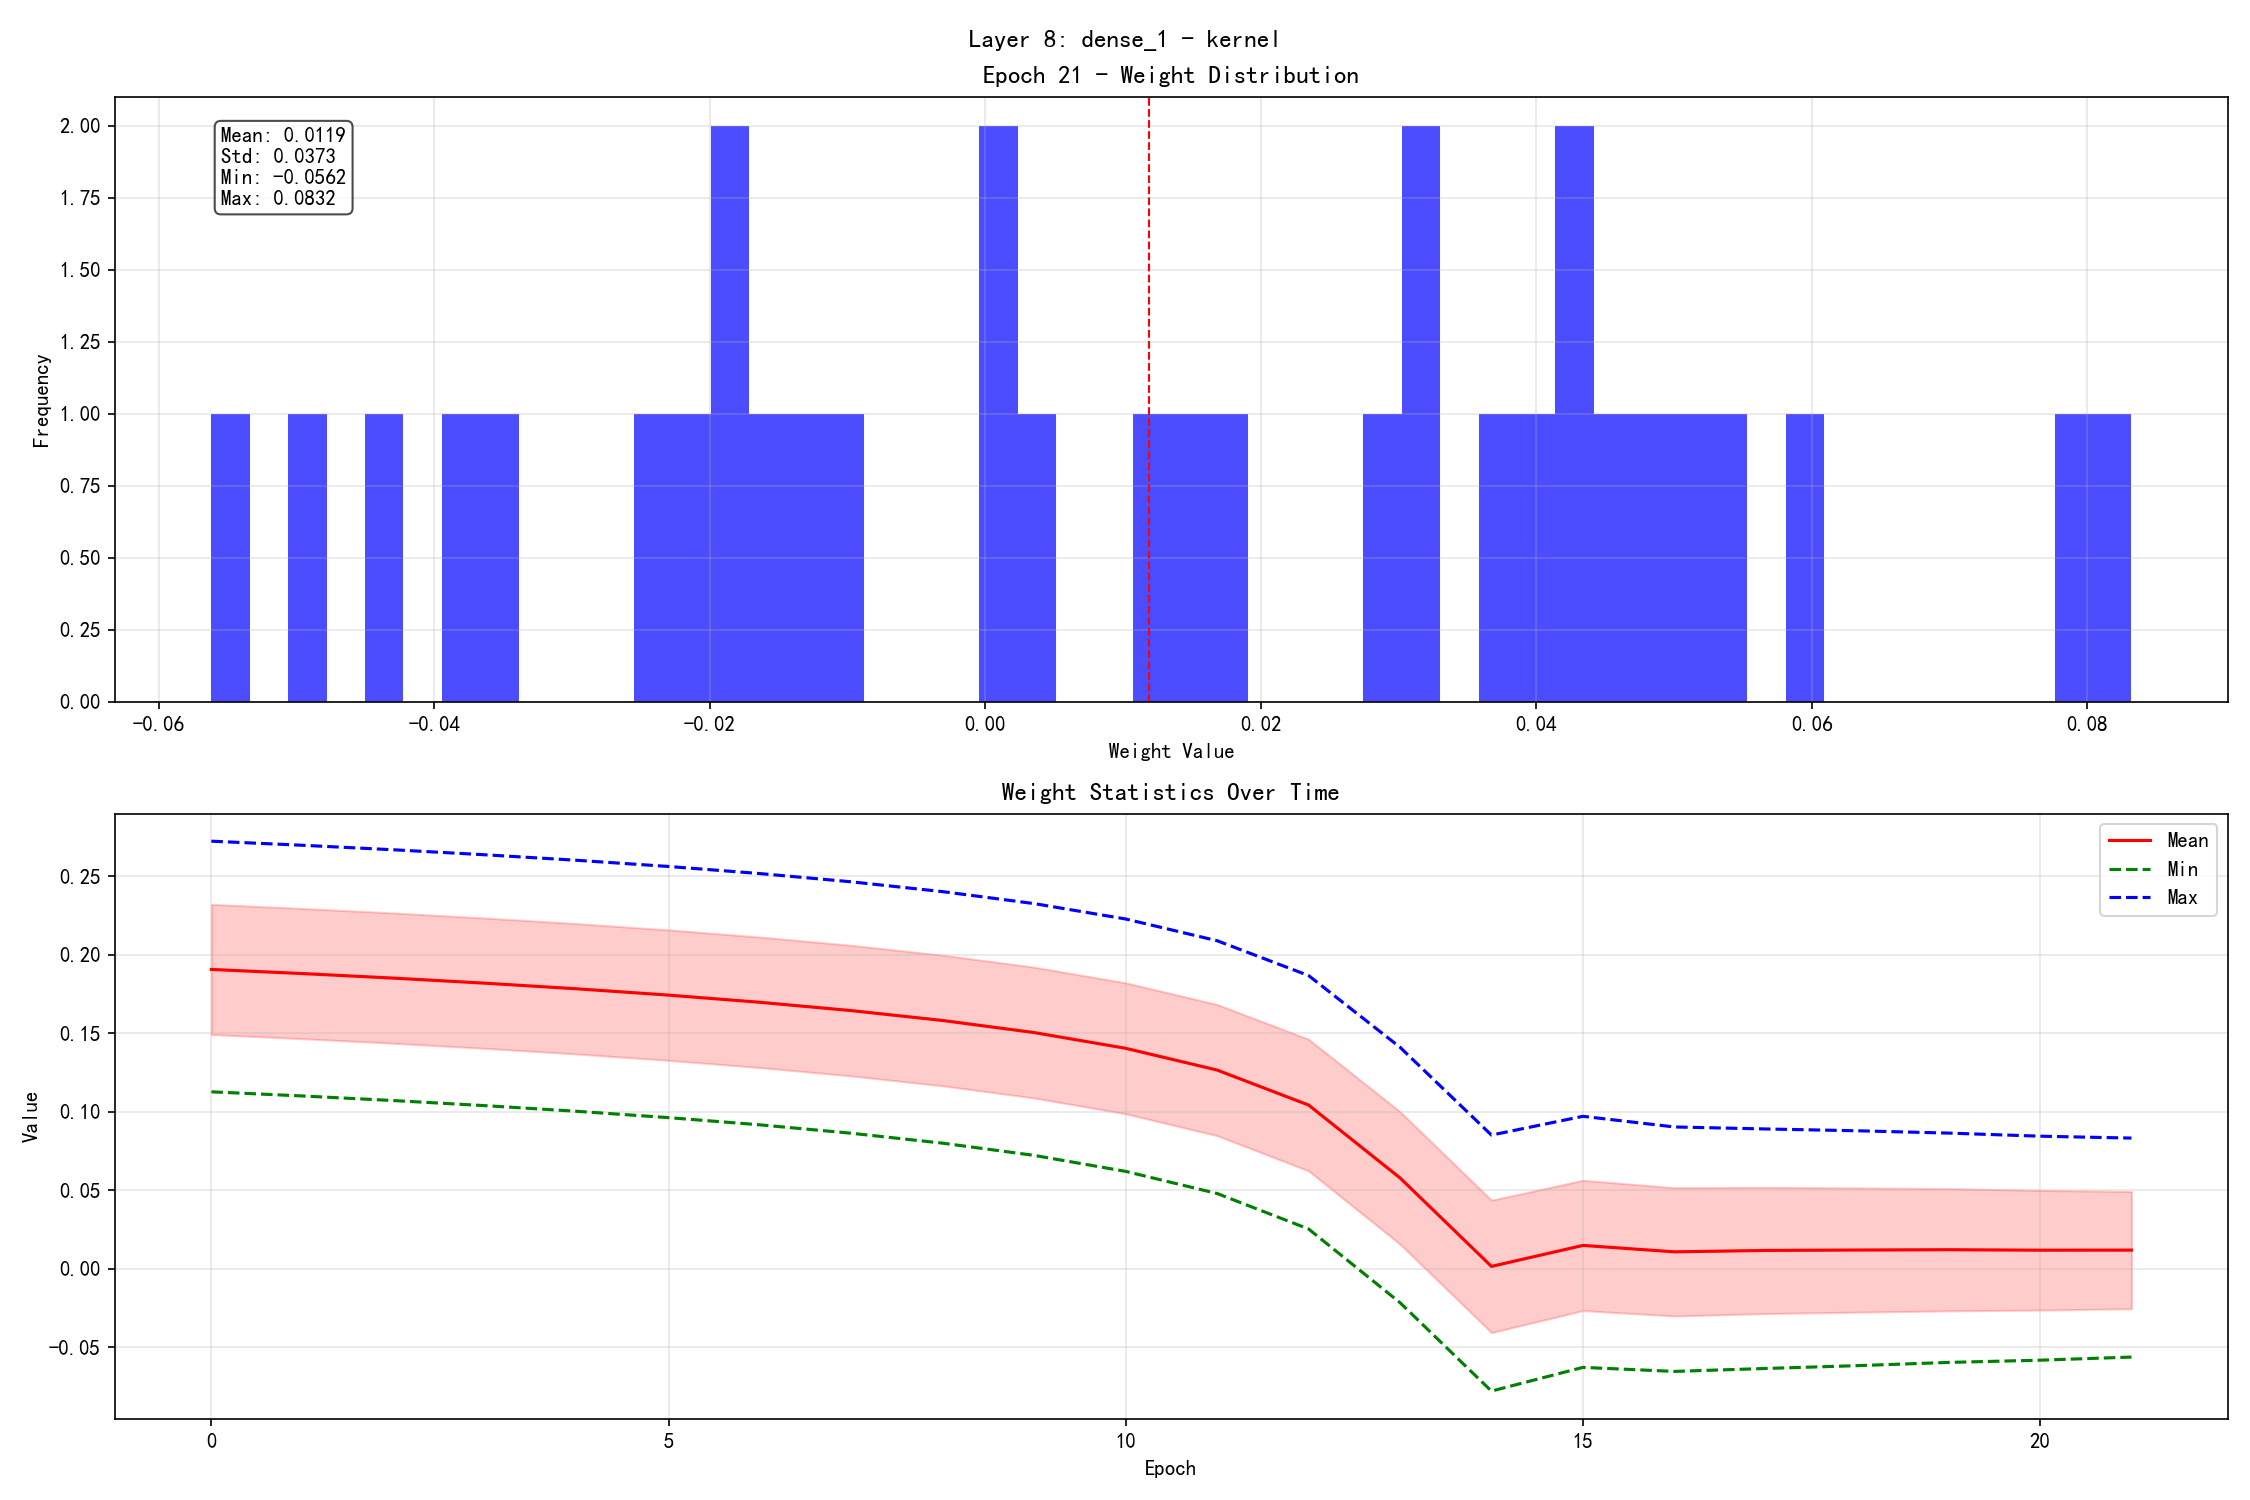 Layer 8: dense_1 - kernel
Epoch 21 - Weight Distribution
Mean: 0.0119
Std: 0.0373
Min: -0.0562
Max: 0.0832
Frequency
2.00
1.75
1.50
1.25
1.00
0.75
0.50
0.25
0.00
-0.06 -0.04 -0.02 0.00 0.02 0.04 0.06 0.08
Weight Value
Weight Statistics Over Time
Mean
Min
Max
Value
0.25
0.20
0.15
0.10
0.05
0.00
-0.05
0 5 10 15 20
Epoch